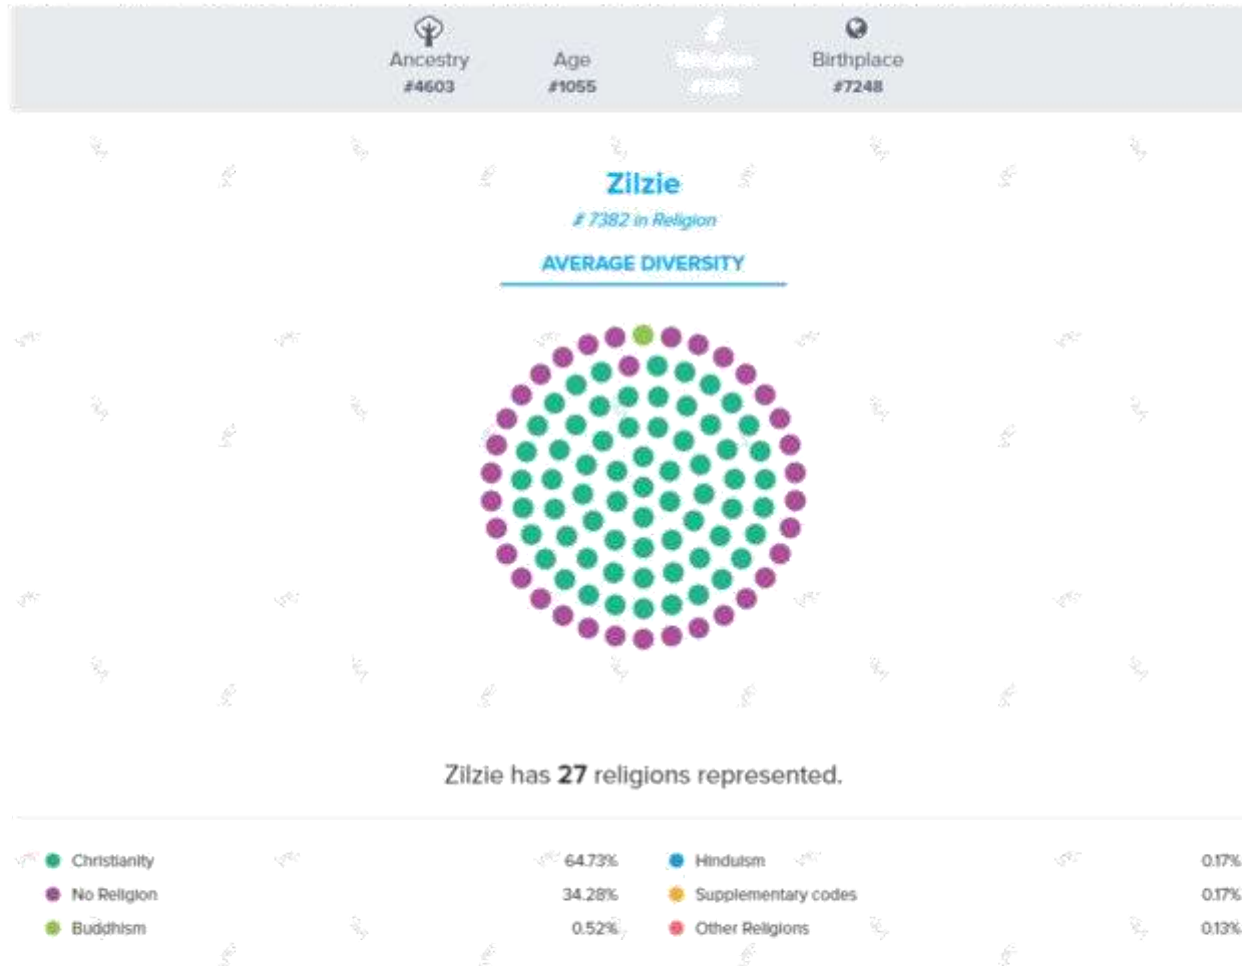 Ancestry Age Birthplace
#4603 #1055 #7248
Zilzie
# 7382 in Religion
AVERAGE DIVERSITY
Zilzie has 27 religions represented.
Christianity 64.73% Hinduism 0.17%
No Religion 34.28% Supplementary codes 0.17%
Buddhism 0.52% Other Religions 0.13%